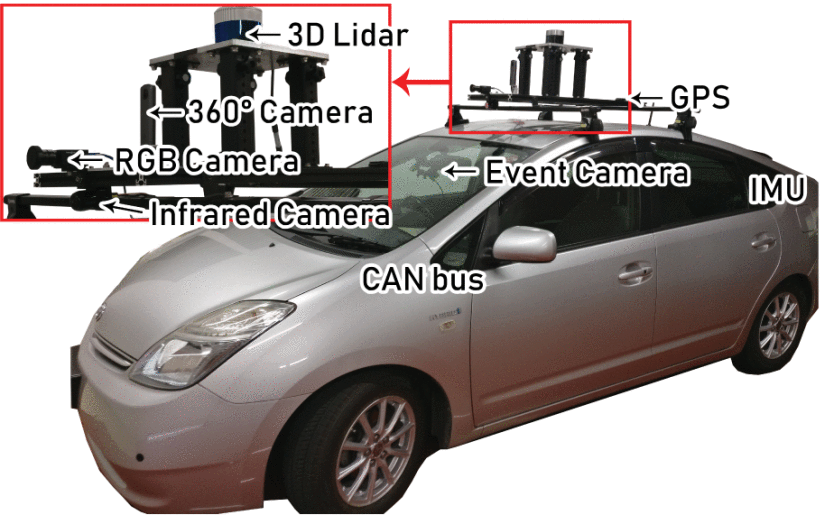 3D Lidar
360° Camera
GPS
RGB Camera
Event Camera
IMU
Infrared Camera
CAN bus